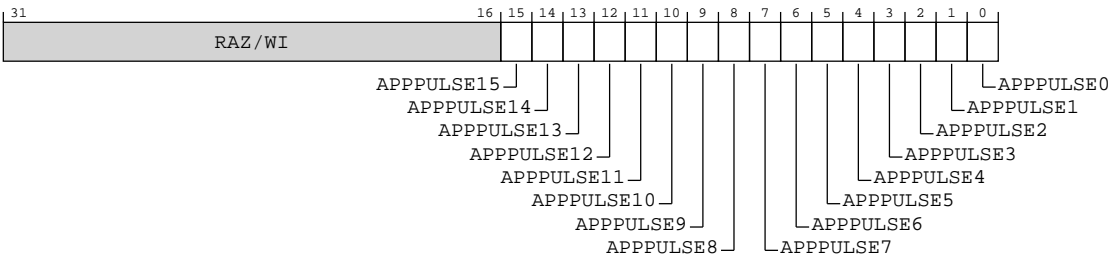 31 16 15 14 13 12 11 10 9 8 7 6 5 4 3 2 1 0
RAZ/WI
APPPULSE15 APPPULSE0
APPPULSE14 APPPULSE1
APPPULSE13 APPPULSE2
APPPULSE12 APPPULSE3
APPPULSE11 APPPULSE4
APPPULSE10 APPPULSE5
APPPULSE9 APPPULSE6
APPPULSE8 APPPULSE7